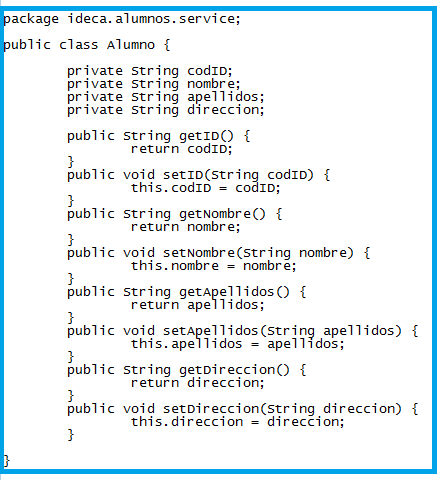 package ideca.alumnos.service;
public class Alumno {
private String codID;
private String nombre;
private String apellidos;
private String direccion;
public String getID() {
return codID;
}
public void setID(String codID) {
this.codID = codID;
}
public String getNombre() {
return nombre;
}
public void setNombre(String nombre) {
this.nombre = nombre;
}
public String getApellidos() {
return apellidos;
}
public void setApellidos(String apellidos) {
this.apellidos = apellidos;
}
public String getDireccion() {
return direccion;
}
public void setDireccion(String direccion) {
this.direccion = direccion;
}
}